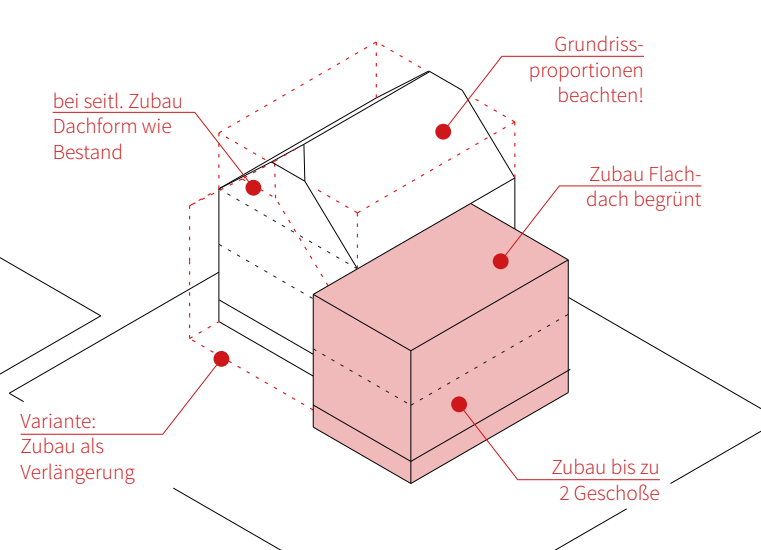 Grundriss-
proportionen
beachten!
bei seitl. Zubau
Dachform wie
Bestand
Zubau Flach-
dach begrünt
Variante:
Zubau als
Verlängerung
Zubau bis zu
2 Geschoße